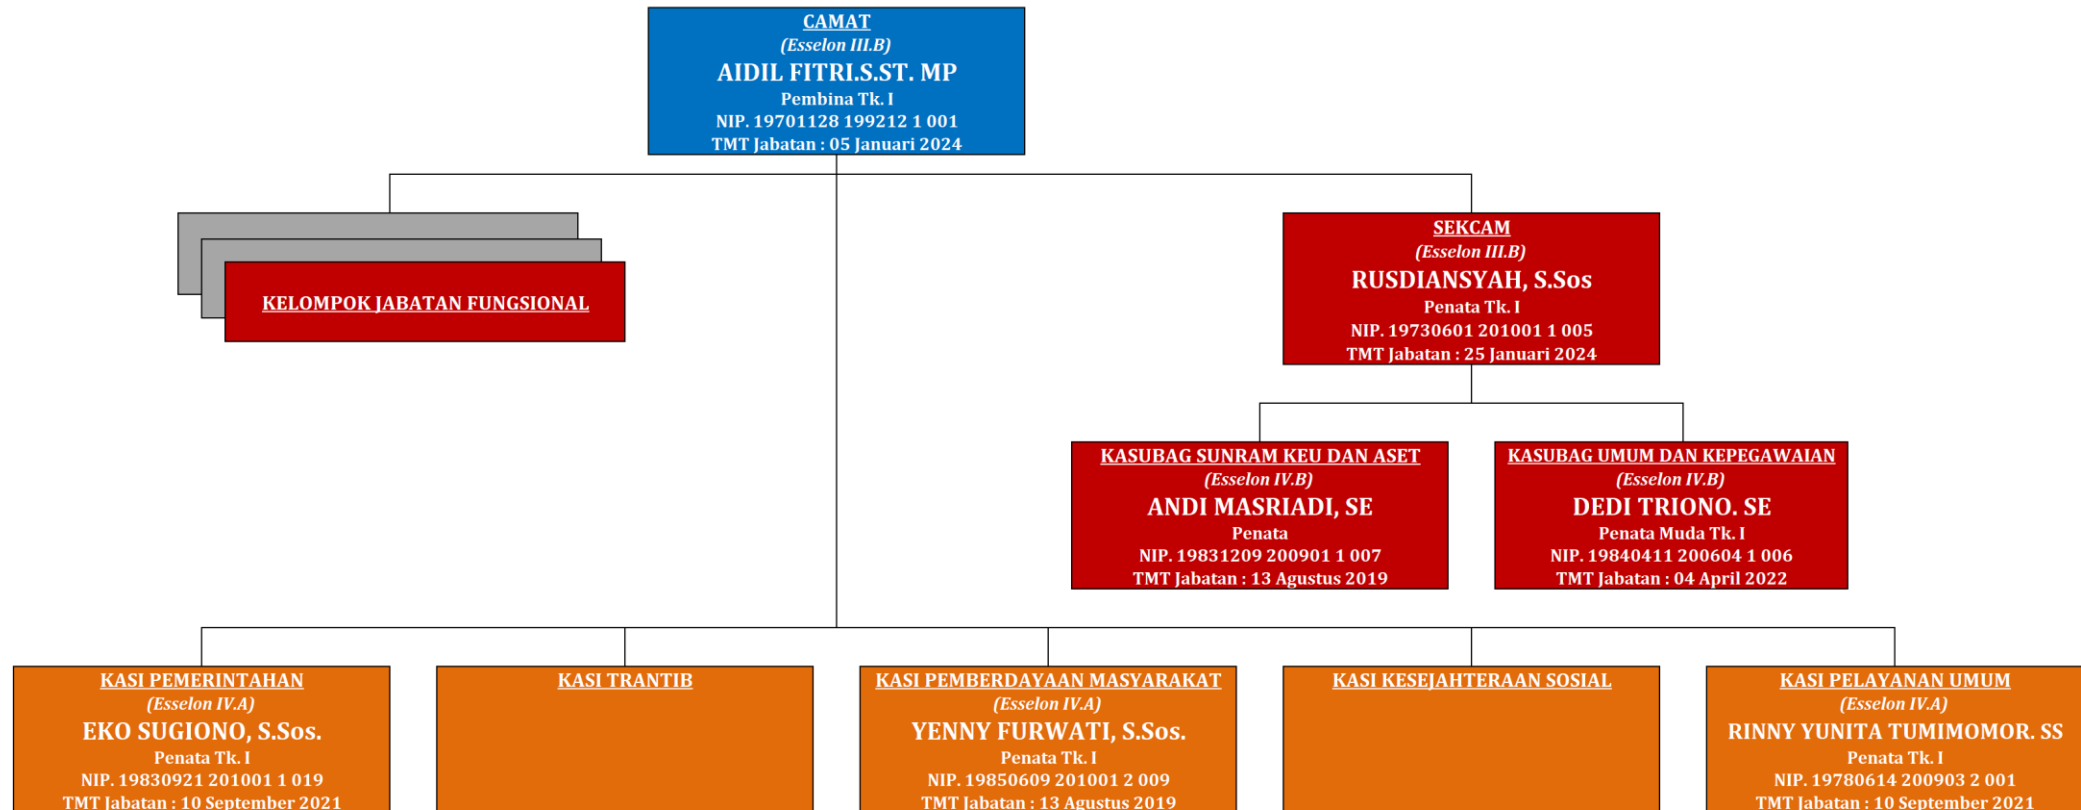 CAMAT
(Esselon III.B)
AIDIL FITRI.S.ST. MP
Pembina Tk. I
NIP. 19701128 199212 1 001
TMT Jabatan : 05 Januari 2024
KELOMPOK JABATAN FUNGSIONAL
SEKCAM
(Esselon III.B)
RUSDIANSYAH, S.Sos
Penata Tk. I
NIP. 19730601 201001 1 005
TMT Jabatan : 25 Januari 2024
KASUBAG SUNRAM KEU DAN ASET
(Esselon IV.B)
ANDI MASRIADI, SE
Penata
NIP. 19831209 200901 1 007
TMT Jabatan : 13 Agustus 2019
KASUBAG UMUM DAN KEPEGAWAIAN
(Esselon IV.B)
DEDI TRIONO. SE
Penata Muda Tk. I
NIP. 19840411 200604 1 006
TMT Jabatan : 04 April 2022
KASI PEMERINTAHAN
(Esselon IV.A)
EKO SUGIONO, S.Sos.
Penata Tk. I
NIP. 19830921 201001 1 019
TMT Jabatan : 10 September 2021
KASI TRANTIB
KASI PEMBERDAYAAN MASYARAKAT
(Esselon IV.A)
YENNY FURWATI, S.Sos.
Penata Tk. I
NIP. 19850609 201001 2 009
TMT Jabatan : 13 Agustus 2019
KASI KESEJAHTERAAN SOSIAL
KASI PELAYANAN UMUM
(Esselon IV.A)
RINNY YUNITA TUMIMOMOR. SS
Penata Tk. I
NIP. 19780614 200903 2 001
TMT Jabatan : 10 September 2021